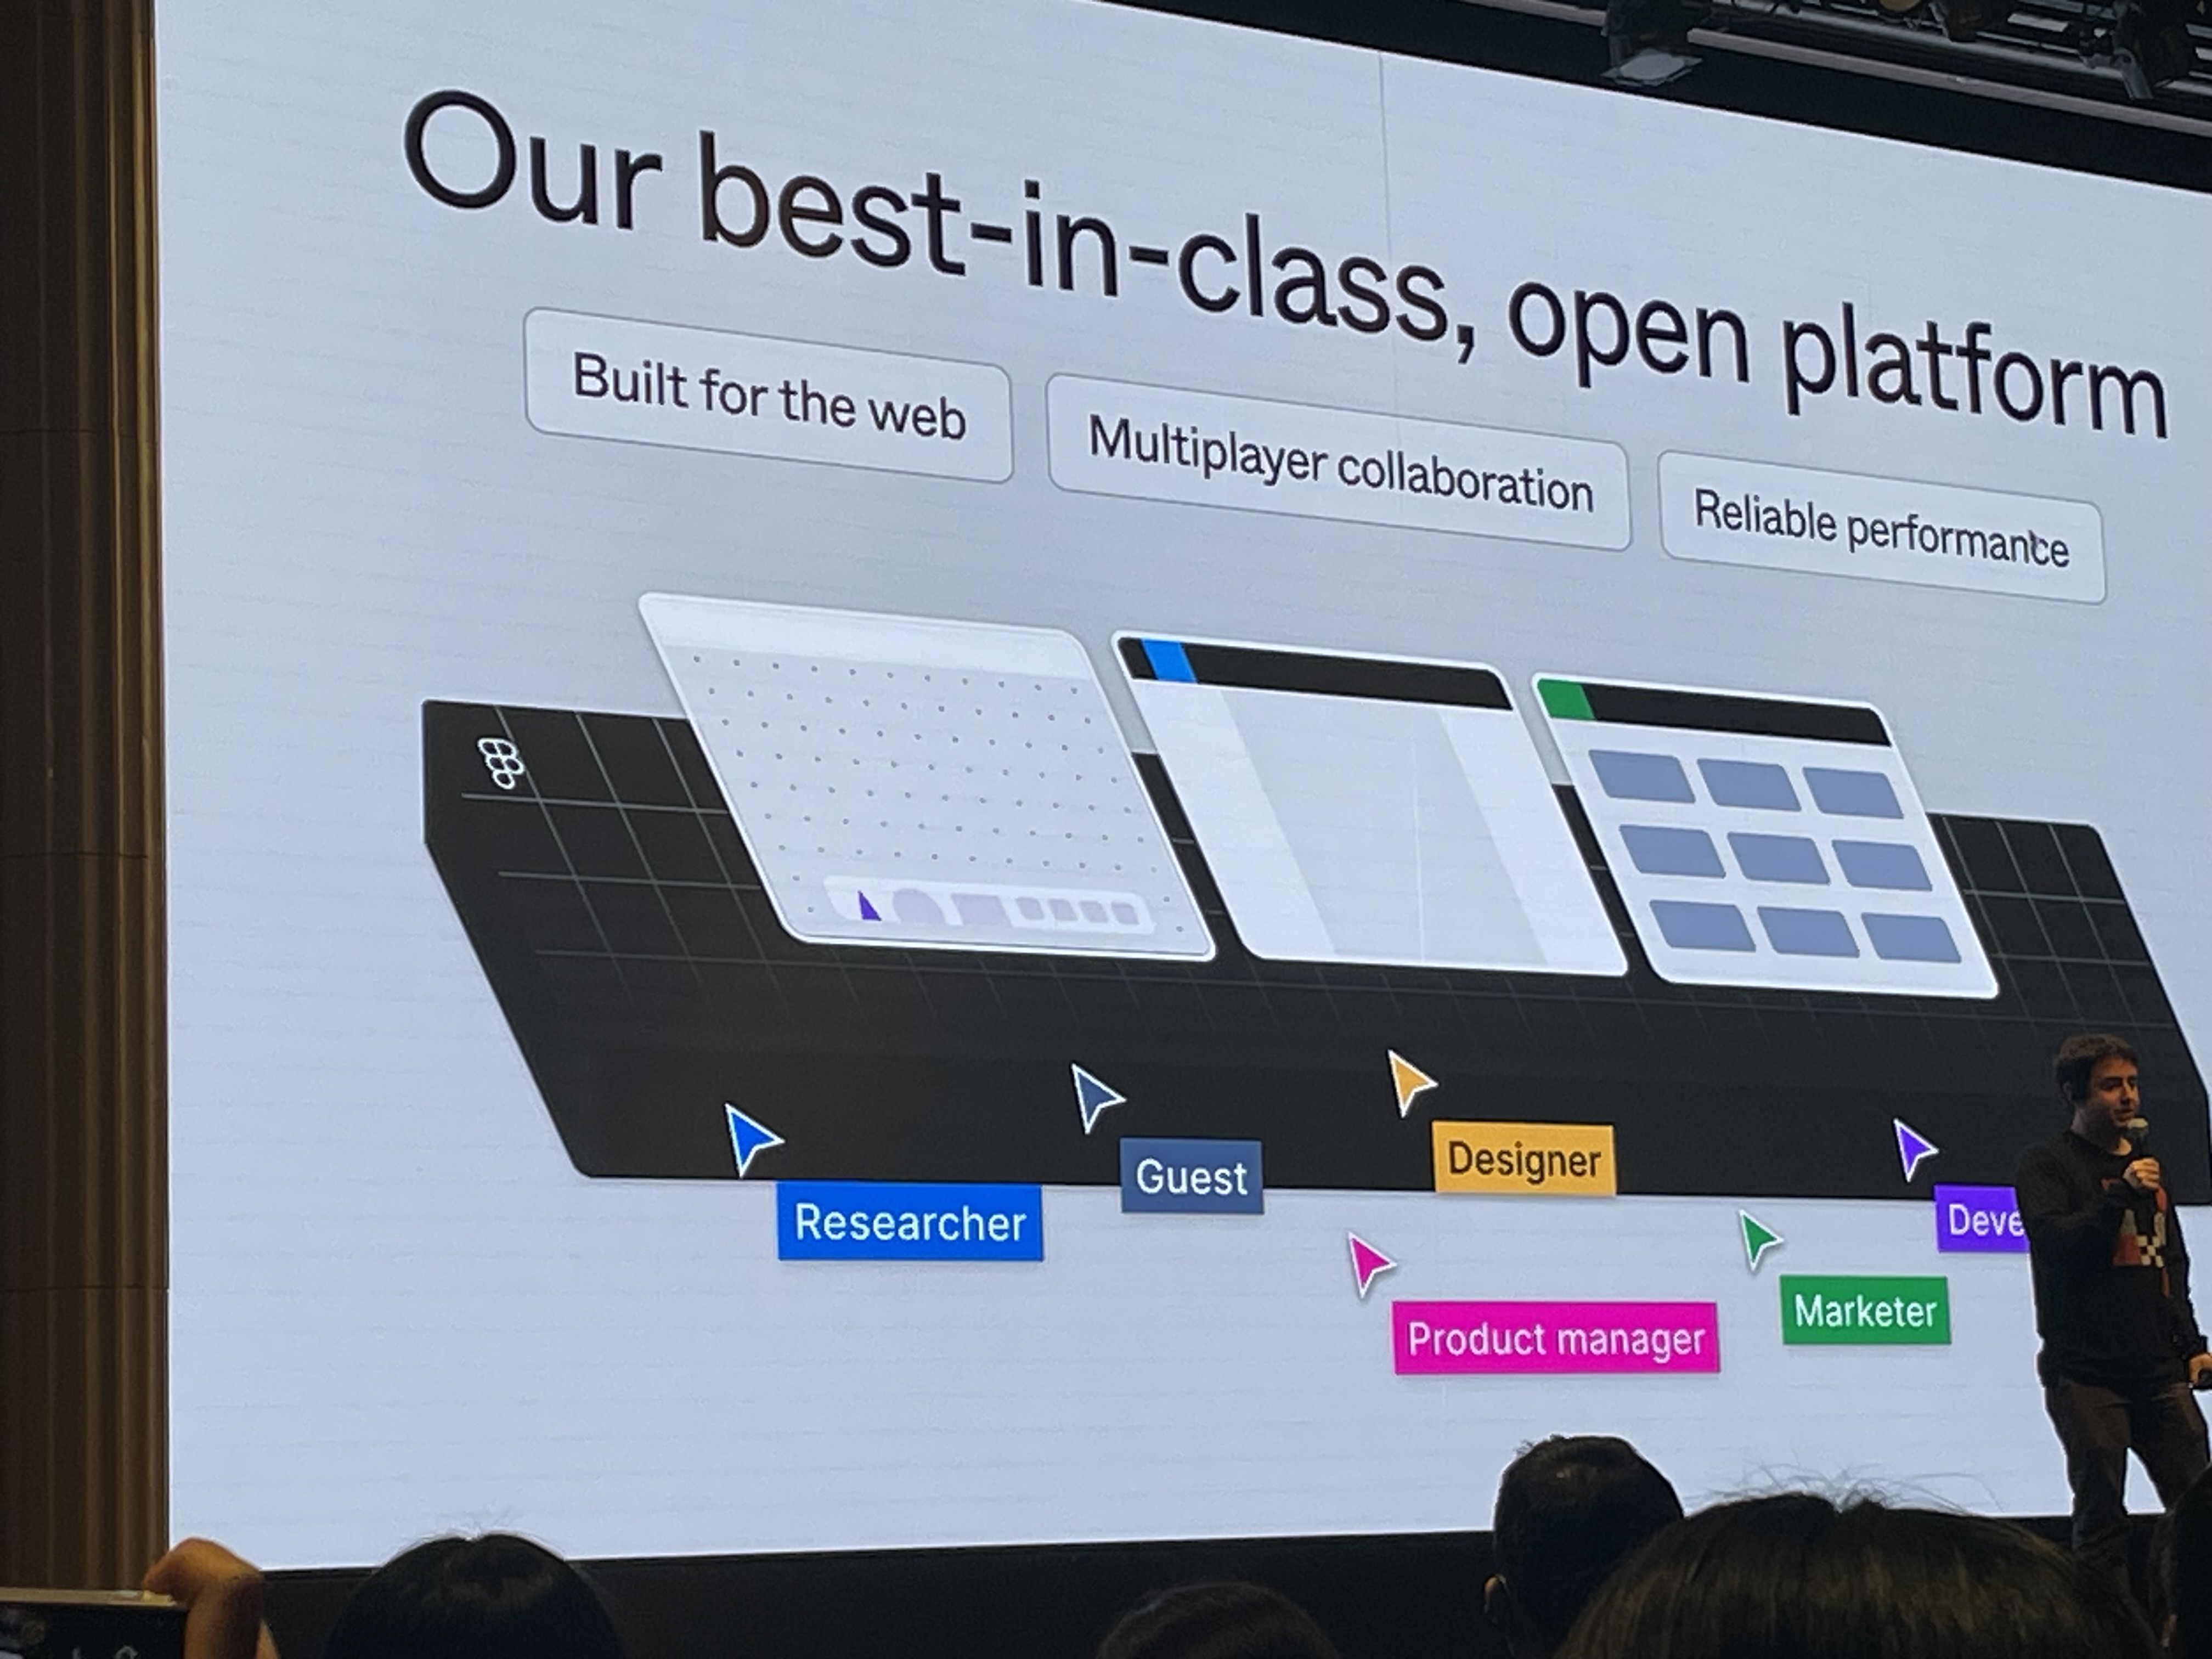 Our best-in-class, open platform
Built for the web
Multiplayer collaboration
Reliable performance
Researcher
Guest
Designer
Product manager
Marketer
Deve